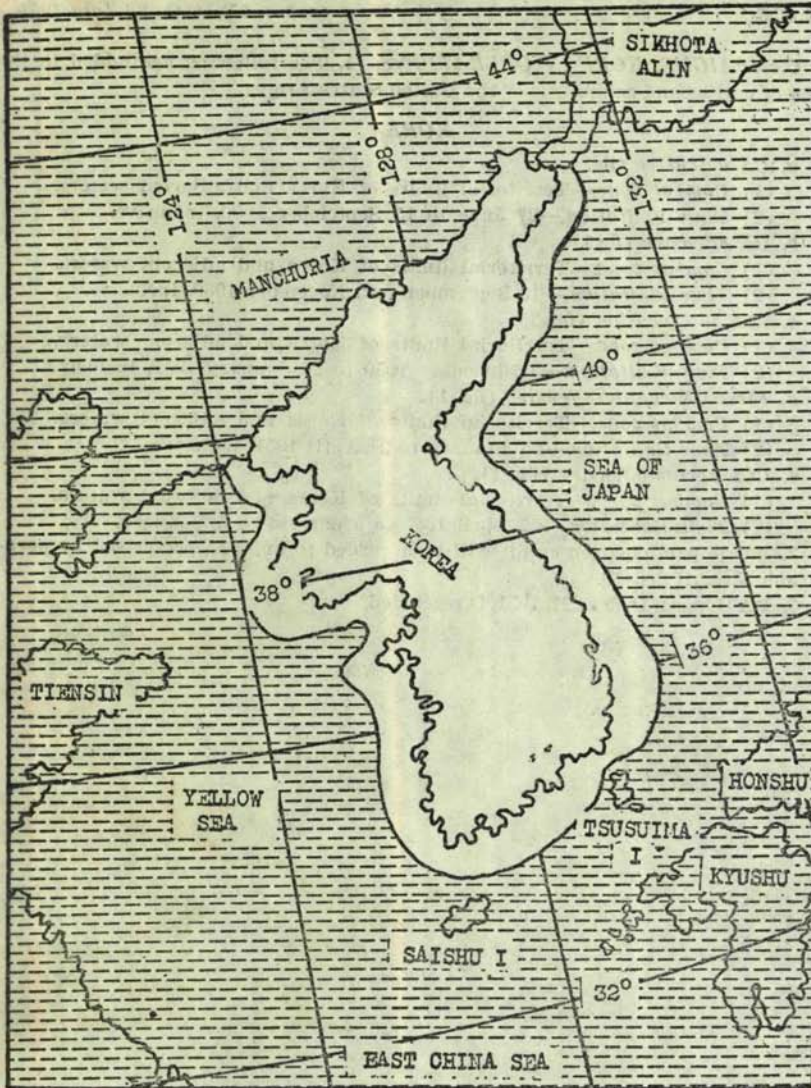 SIKHOTA
ALIN
44°
128°
132°
124°
MANCHURIA
40°
SEA OF
JAPAN
KOREA
38°
36°
TIENSIN
YELLOW
SEA
HONSHU
TSUSUIMA
I
KYUSHU
SAISHU I
32°
EAST CHINA SEA